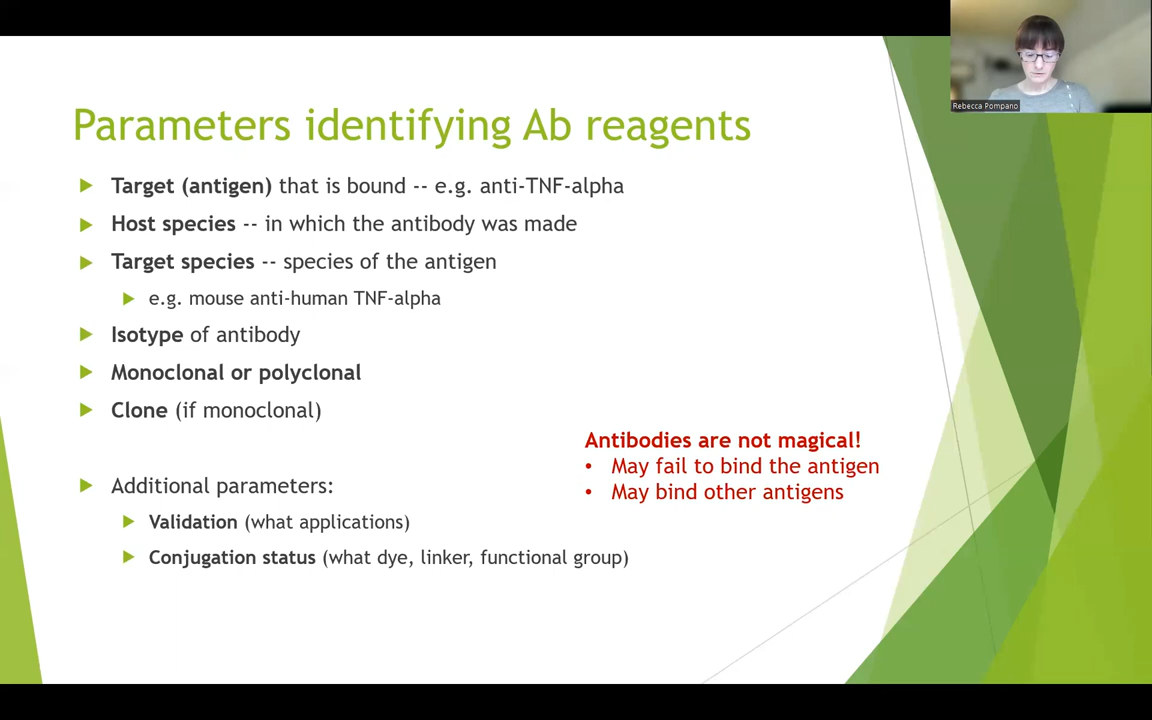 Rebecca Pompano
Parameters identifying Ab reagents
Target (antigen) that is bound -- e.g. anti-TNF-alpha
Host species -- in which the antibody was made
Target species -- species of the antigen
e.g. mouse anti-human TNF-alpha
Isotype of antibody
Monoclonal or polyclonal
Clone (if monoclonal)
Antibodies are not magical!
• May fail to bind the antigen
• May bind other antigens
Additional parameters:
Validation (what applications)
Conjugation status (what dye, linker, functional group)